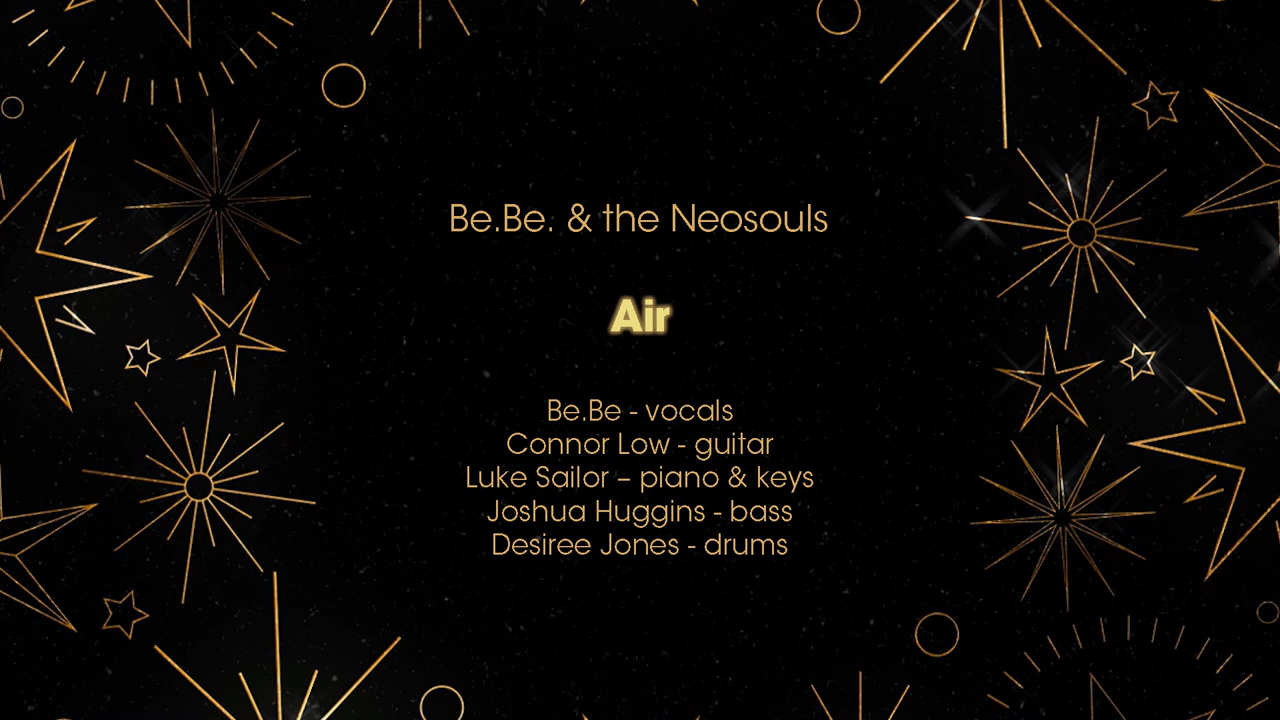 Be.Be. & the Neosouls
Air
Be.Be - vocals
Connor Low - guitar
Luke Sailor – piano & keys
Joshua Huggins - bass
Desiree Jones - drums